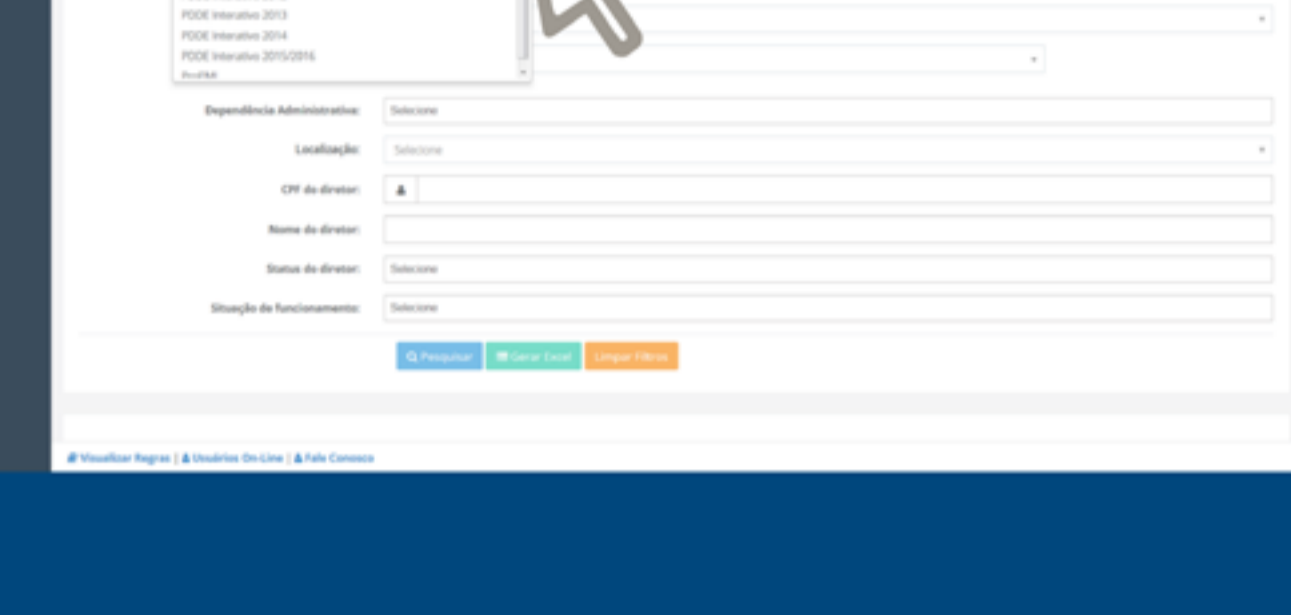 PDDE Interativo 2013
PDDE Interativo 2014
PDDE Interativo 2015/2016
ProEMI
Dependência Administrativa: Selecione
Localização: Selecione
CPF do diretor:
Nome do diretor:
Status do diretor: Selecione
Situação de funcionamento: Selecione
Pesquisar Gerar Excel Limpar Filtros
Visualizar Regras | Usuários On-Line | Fale Conosco